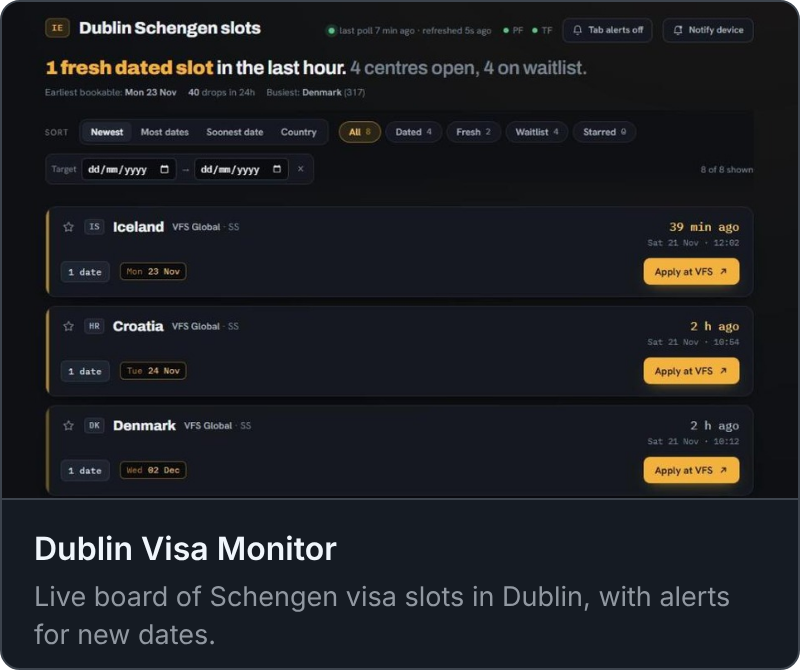 IE Dublin Schengen slots
last poll 7 min ago · refreshed 5s ago PF TF Tab alerts off Notify device
1 fresh dated slot in the last hour. 4 centres open, 4 on waitlist.
Earliest bookable: Mon 23 Nov 40 drops in 24h Busiest: Denmark (317)
SORT Newest Most dates Soonest date Country All 8 Dated 4 Fresh 2 Waitlist 4 Starred 0
Target dd/mm/yyyy → dd/mm/yyyy × 8 of 8 shown
IS Iceland VFS Global · SS 39 min ago
Sat 21 Nov · 12:02
1 date Mon 23 Nov Apply at VFS ↗
HR Croatia VFS Global · SS 2 h ago
Sat 21 Nov · 10:54
1 date Tue 24 Nov Apply at VFS ↗
DK Denmark VFS Global · SS 2 h ago
Sat 21 Nov · 10:12
1 date Wed 02 Dec Apply at VFS ↗
Dublin Visa Monitor
Live board of Schengen visa slots in Dublin, with alerts
for new dates.